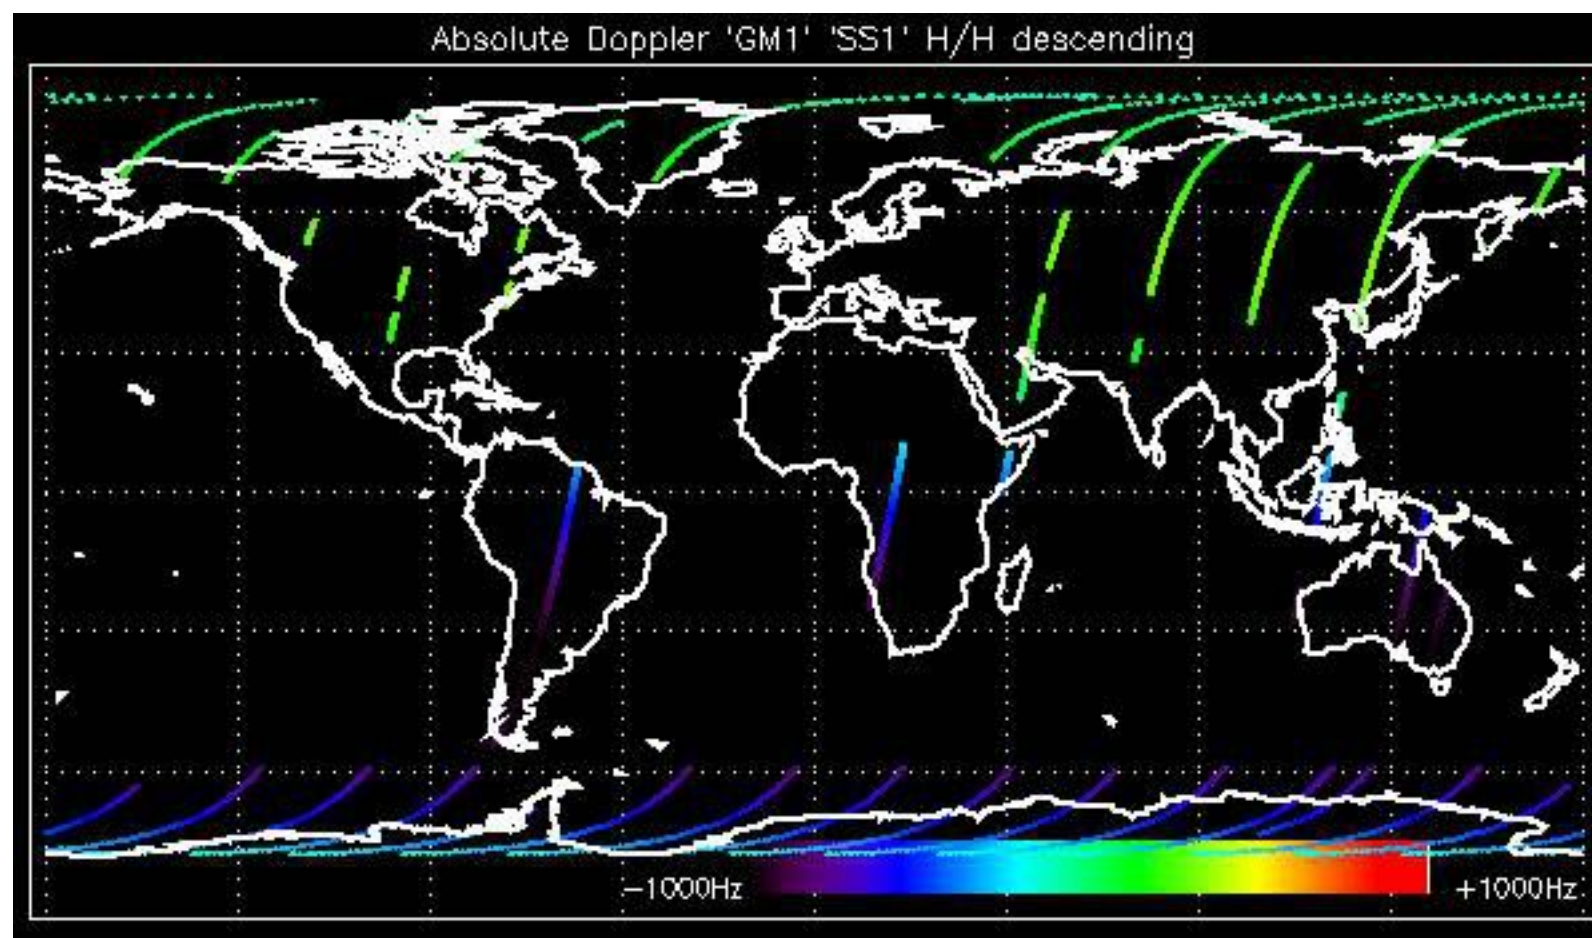 Absolute Doppler 'GM1' 'SS1' H/H descending
−1000Hz
+1000Hz